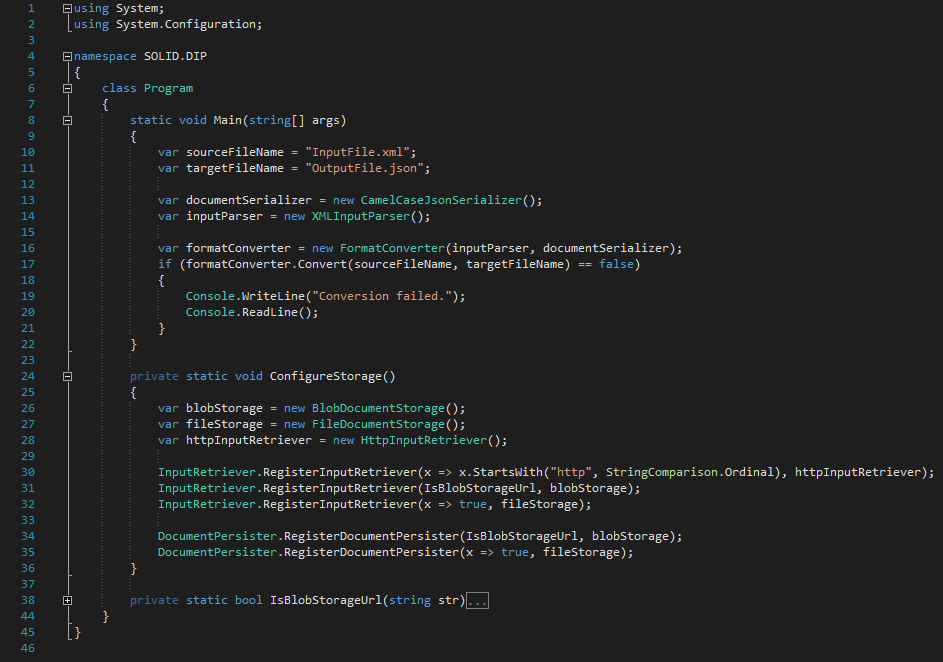 1 using System;
2 using System.Configuration;
3
4 namespace SOLID.DIP
5 {
6     class Program
7     {
8         static void Main(string[] args)
9         {
10             var sourceFileName = "InputFile.xml";
11             var targetFileName = "OutputFile.json";
12
13             var documentSerializer = new CamelCaseJsonSerializer();
14             var inputParser = new XMLInputParser();
15
16             var formatConverter = new FormatConverter(inputParser, documentSerializer);
17             if (formatConverter.Convert(sourceFileName, targetFileName) == false)
18             {
19                 Console.WriteLine("Conversion failed.");
20                 Console.ReadLine();
21             }
22         }
23
24         private static void ConfigureStorage()
25         {
26             var blobStorage = new BlobDocumentStorage();
27             var fileStorage = new FileDocumentStorage();
28             var httpInputRetriever = new HttpInputRetriever();
29
30             InputRetriever.RegisterInputRetriever(x => x.StartsWith("http", StringComparison.Ordinal), httpInputRetriever);
31             InputRetriever.RegisterInputRetriever(IsBlobStorageUrl, blobStorage);
32             InputRetriever.RegisterInputRetriever(x => true, fileStorage);
33
34             DocumentPersister.RegisterDocumentPersister(IsBlobStorageUrl, blobStorage);
35             DocumentPersister.RegisterDocumentPersister(x => true, fileStorage);
36         }
37
38         private static bool IsBlobStorageUrl(string str)...
44     }
45 }
46